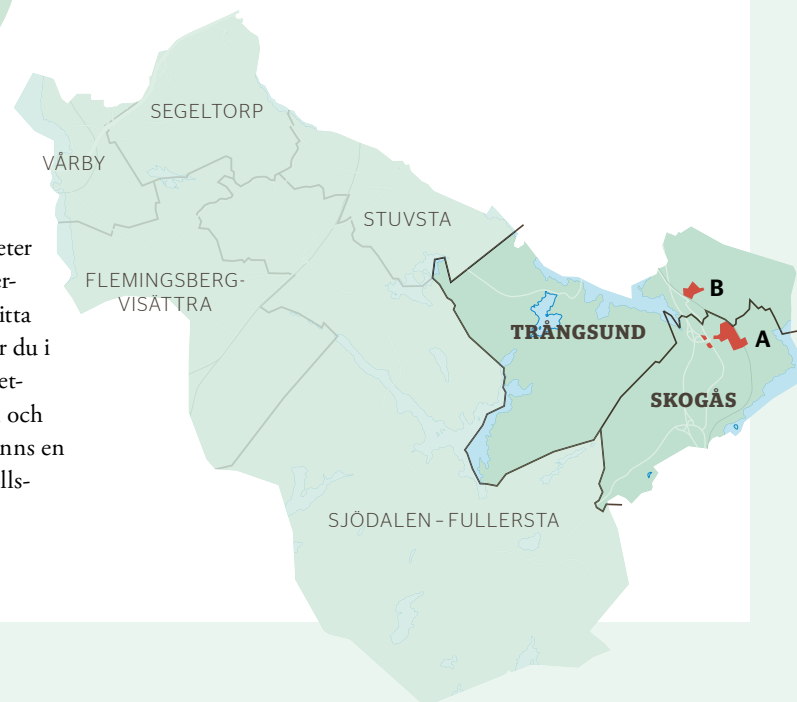 eter
er-
itta
r du i
et-
och
nns en
lls-
SEGELTORP
VÅRBY
STUVSTA
FLEMINGSBERG-
VISÄTTRA
B
TRÅNGSUND
A
SKOGÅS
SJÖDALEN – FULLERSTA